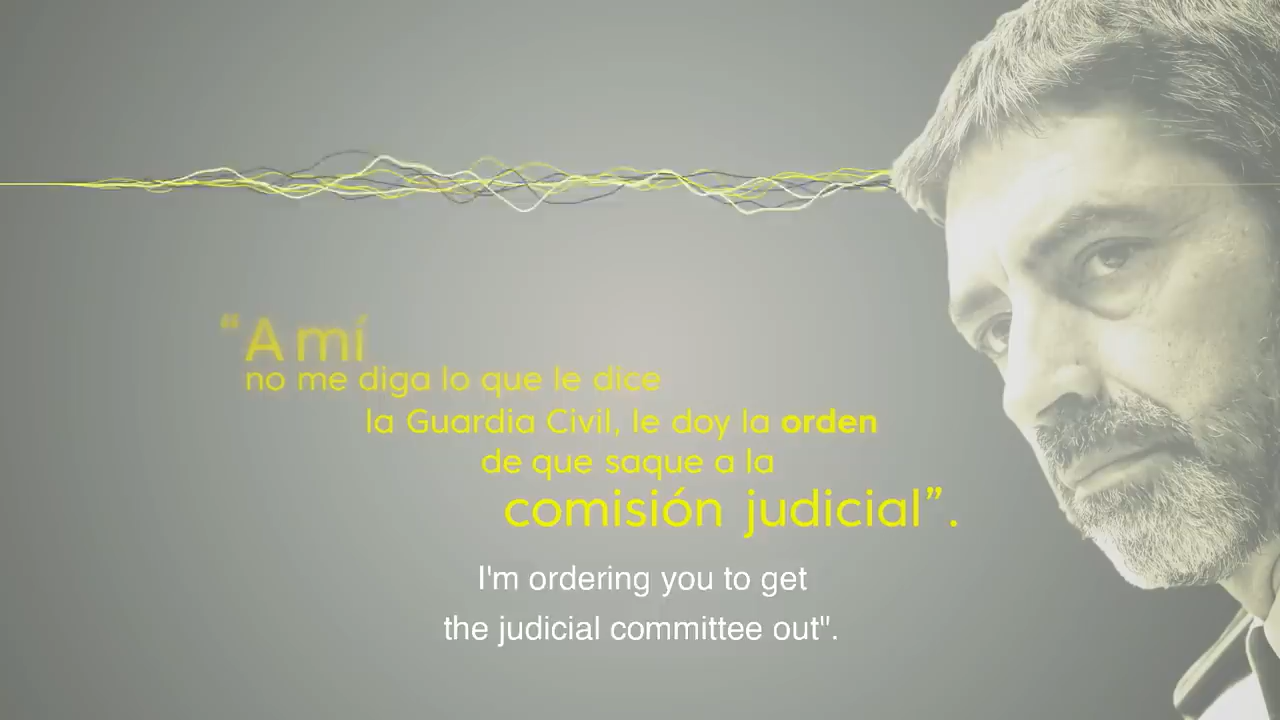 “A mí
no me diga lo que le dice
la Guardia Civil, le doy la orden
de que saque a la
comisión judicial”.
I'm ordering you to get
the judicial committee out".